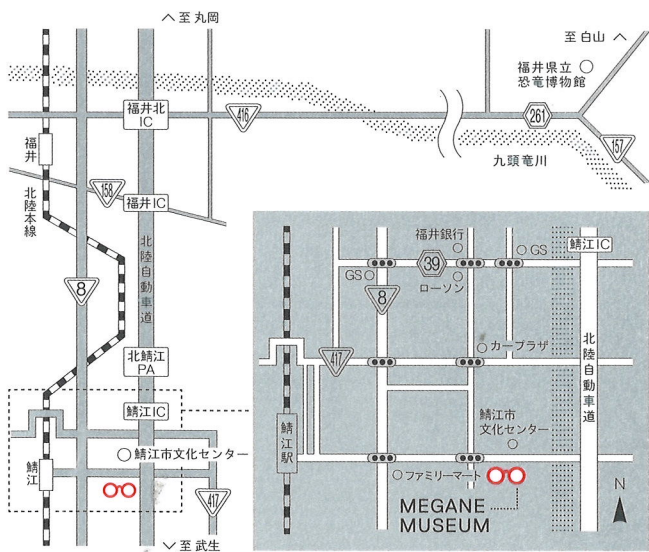 至丸岡
至白山
福井県立
恐竜博物館
福井北
IC
416
261
157
九頭竜川
福井
158
福井IC
北陸本線
北陸自動車道
8
北鯖江
PA
鯖江IC
鯖江市文化センター
鯖江
417
至武生
福井銀行
GS
39
GS
ローソン
鯖江IC
8
417
カープラザ
北陸自動車道
鯖江市
文化センター
鯖江駅
ファミリーマート
MEGANE
MUSEUM
N